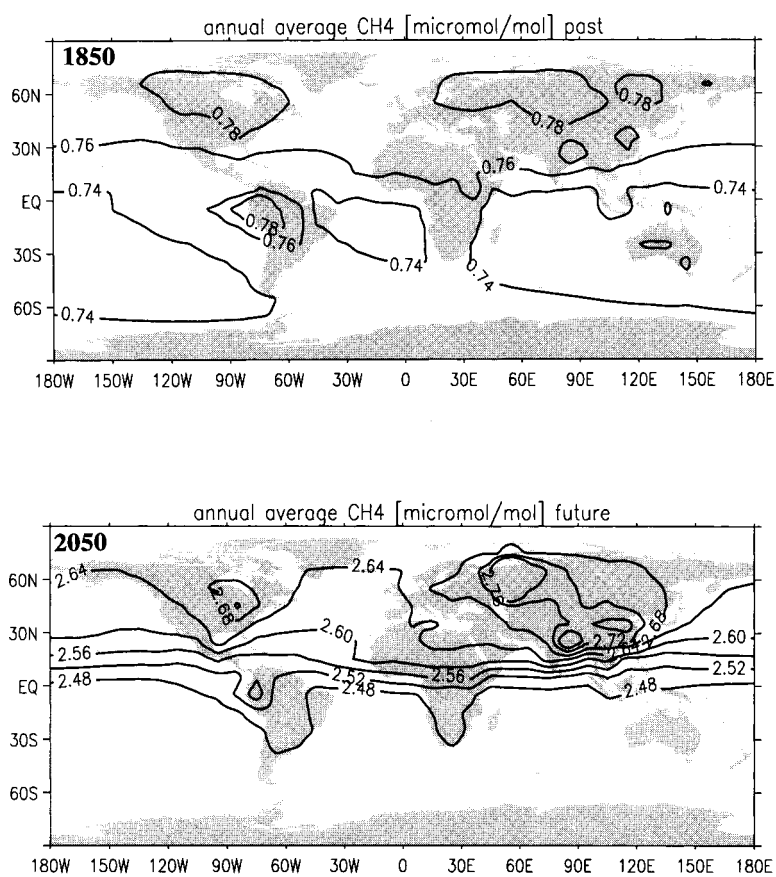 annual average CH4 [micromol/mol] past
1850
60N
0.78
0.78
0.78
30N
0.76
0.76
0.74
0.74
EQ
0.78
0.76
30S
0.74
0.74
60S
0.74
180W 150W 120W 90W 60W 30W 0 30E 60E 90E 120E 150E 180E
annual average CH4 [micromol/mol] future
2050
2.64
2.64
60N
2.68
2.76
2.68
30N
2.60
2.72
2.60
2.56
2.56
2.52
2.52
EQ
2.48
2.48
2.48
30S
60S
180W 150W 120W 90W 60W 30W 0 30E 60E 90E 120E 150E 180E